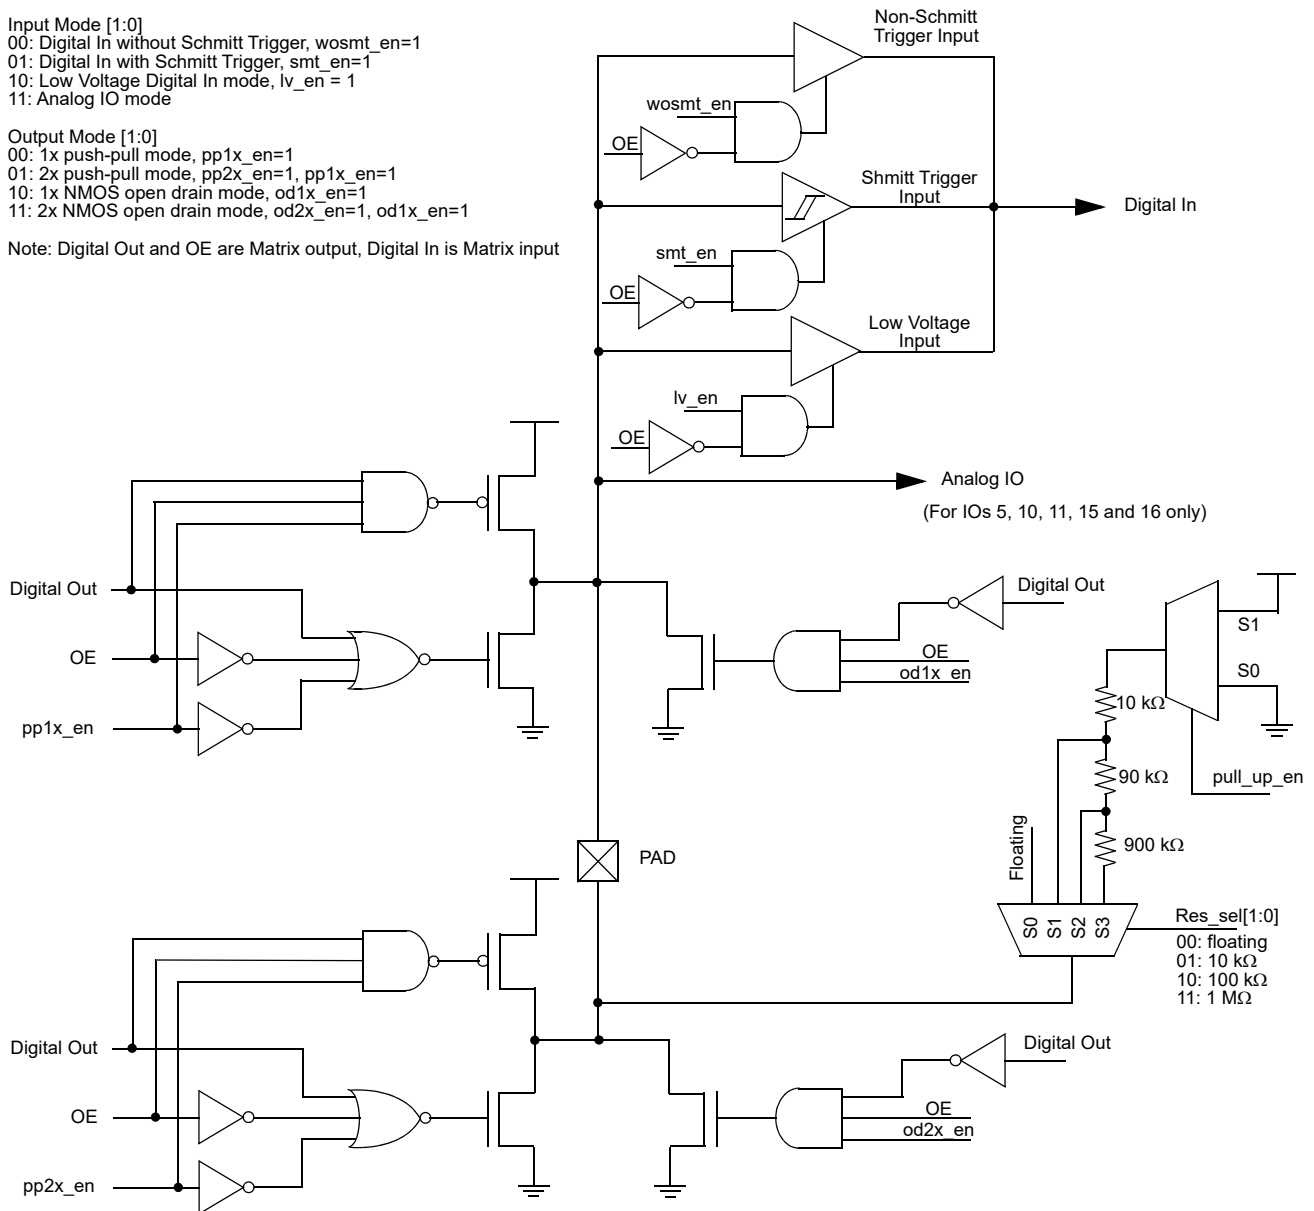 Input Mode [1:0]
00: Digital In without Schmitt Trigger, wosmt_en=1
01: Digital In with Schmitt Trigger, smt_en=1
10: Low Voltage Digital In mode, lv_en = 1
11: Analog IO mode
Output Mode [1:0]
00: 1x push-pull mode, pp1x_en=1
01: 2x push-pull mode, pp2x_en=1, pp1x_en=1
10: 1x NMOS open drain mode, od1x_en=1
11: 2x NMOS open drain mode, od2x_en=1, od1x_en=1
Note: Digital Out and OE are Matrix output, Digital In is Matrix input
Non-Schmitt
Trigger Input
wosmt_en
OE
Shmitt Trigger
Input
Digital In
smt_en
OE
Low Voltage
Input
lv_en
OE
Analog IO
(For IOs 5, 10, 11, 15 and 16 only)
Digital Out
OE
pp1x_en
Digital Out
OE
od1x_en
S1
S0
pull_up_en
10 kΩ
90 kΩ
900 kΩ
Floating
S0
S1
S2
S3
Res_sel[1:0]
00: floating
01: 10 kΩ
10: 100 kΩ
11: 1 MΩ
PAD
Digital Out
OE
pp2x_en
Digital Out
OE
od2x_en